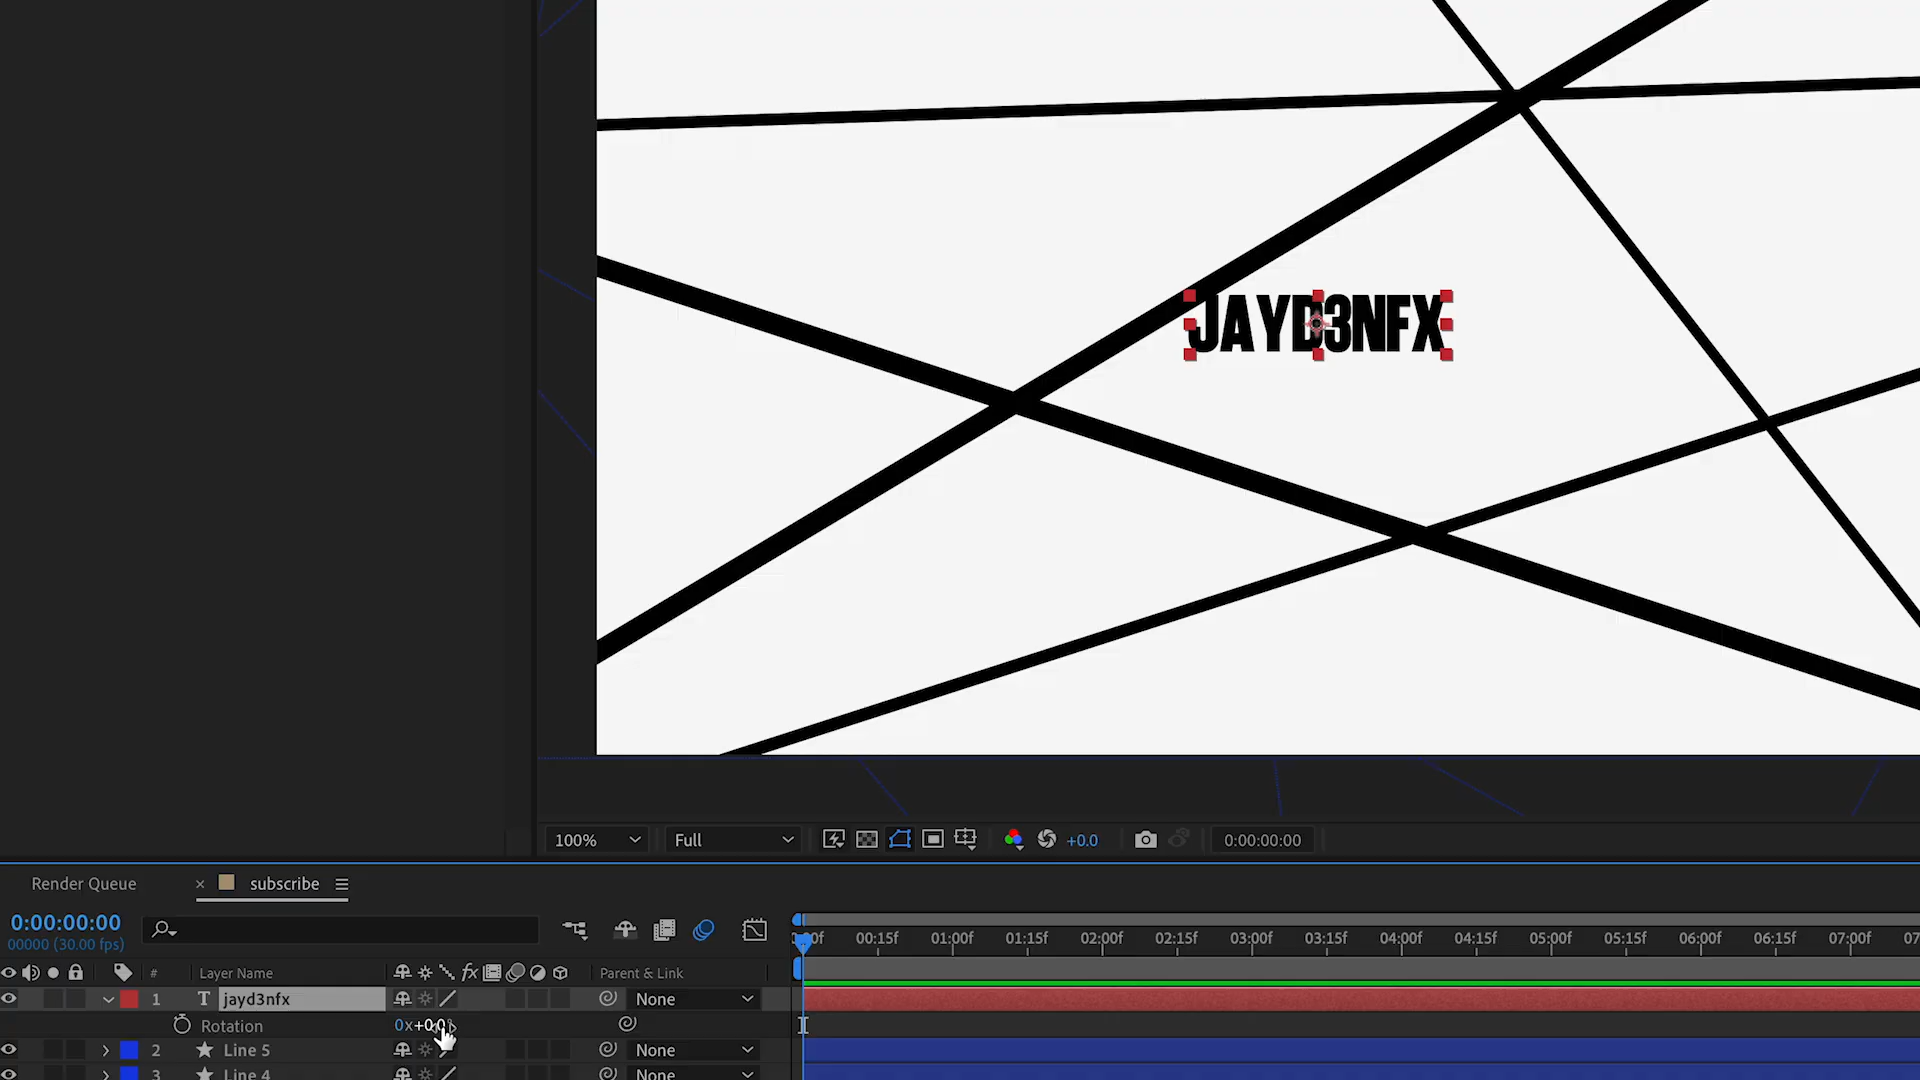 JAYD3NFX
100% Full +0.0 0:00:00:00
Render Queue × subscribe
0:00:00:00
00000 (30.00 fps)
00:15f 01:00f 01:15f 02:00f 02:15f 03:00f 03:15f 04:00f 04:15f 05:00f 05:15f 06:00f 06:15f 07:00f
# Layer Name fx Parent & Link
1 T jayd3nfx None
Rotation 0x+0.0°
2 Line 5 None
3 Line 4 None